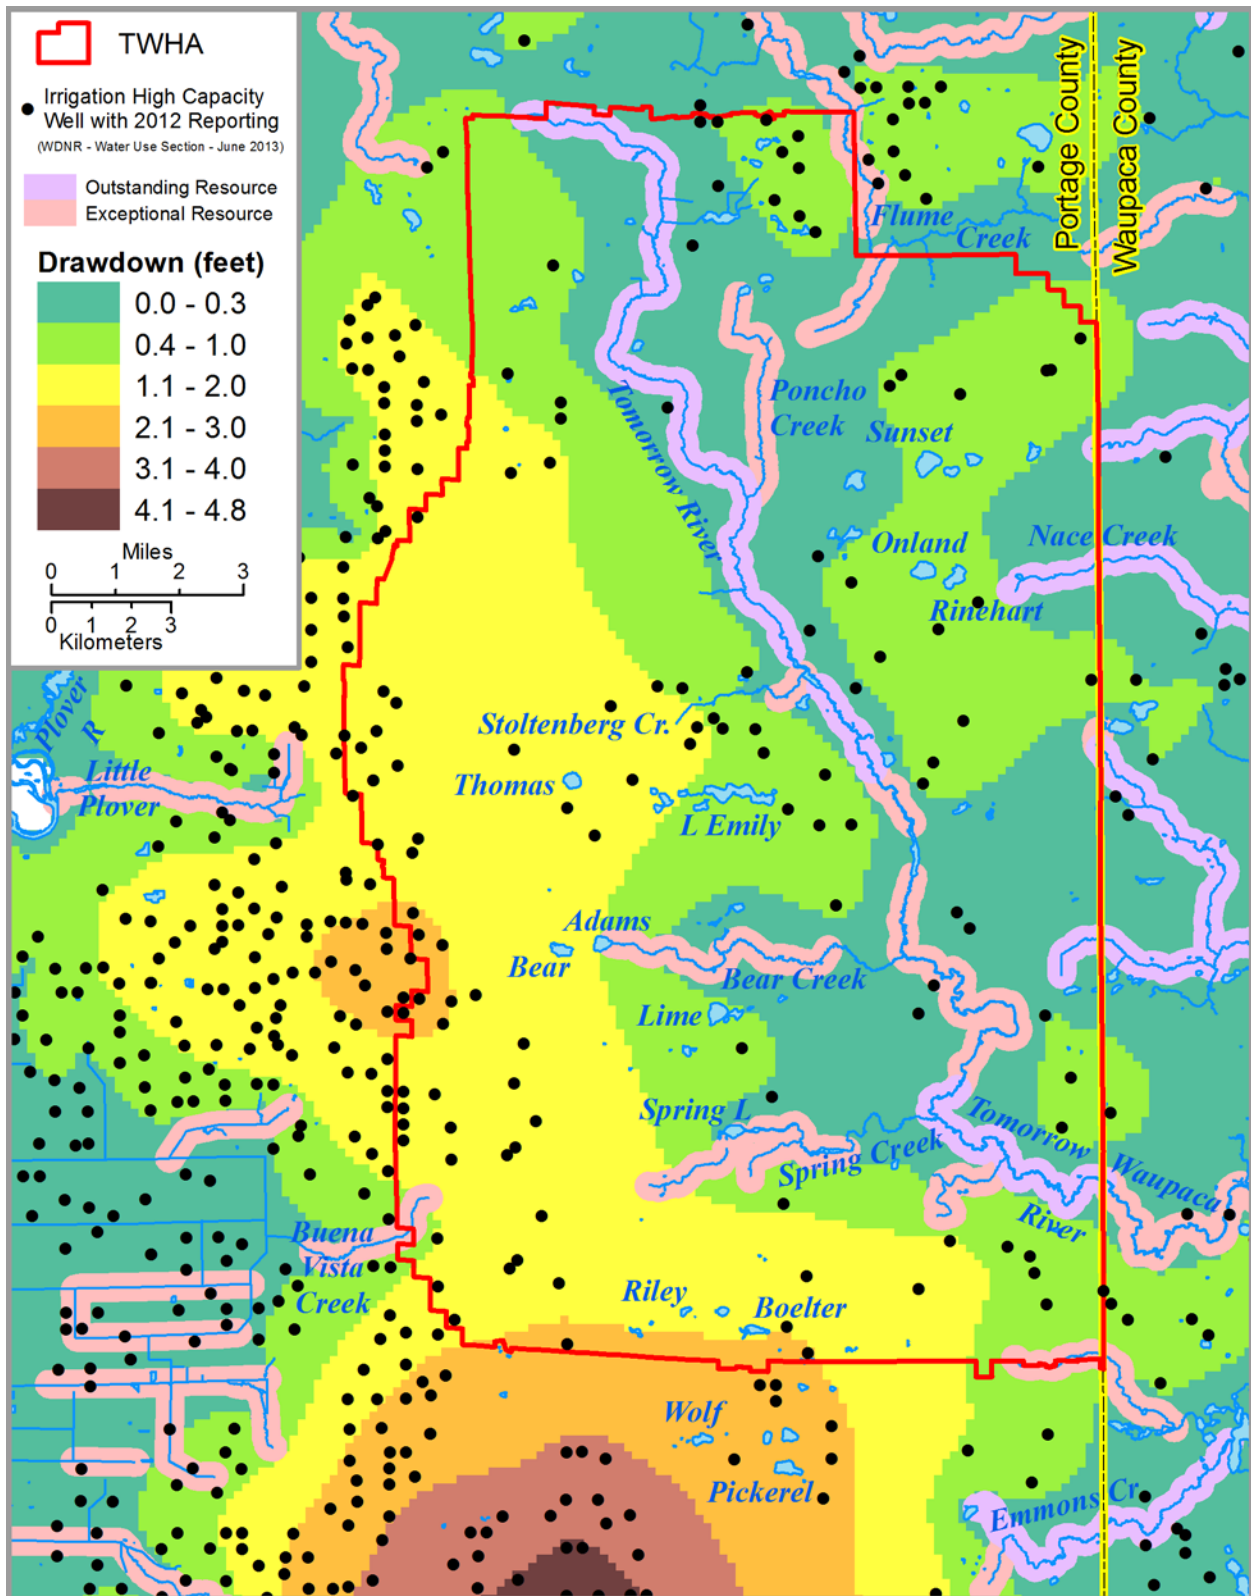 TWHA
Irrigation High Capacity
Well with 2012 Reporting
(WDNR - Water Use Section - June 2013)
Outstanding Resource
Exceptional Resource
Drawdown (feet)
0.0 - 0.3
0.4 - 1.0
1.1 - 2.0
2.1 - 3.0
3.1 - 4.0
4.1 - 4.8
Miles
0 1 2 3
0 1 2 3
Kilometers
Portage County
Waupaca County
Flume
Creek
Poncho
Creek
Sunset
Tomorrow River
Onland
Nace Creek
Rinehart
Plover
R
Little
Plover
Stoltenberg Cr.
Thomas
L Emily
Adams
Bear
Bear Creek
Lime
Spring L
Spring Creek
Tomorrow
Waupaca
River
Buena
Vista
Creek
Riley
Boelter
Wolf
Pickerel
Emmons Cr